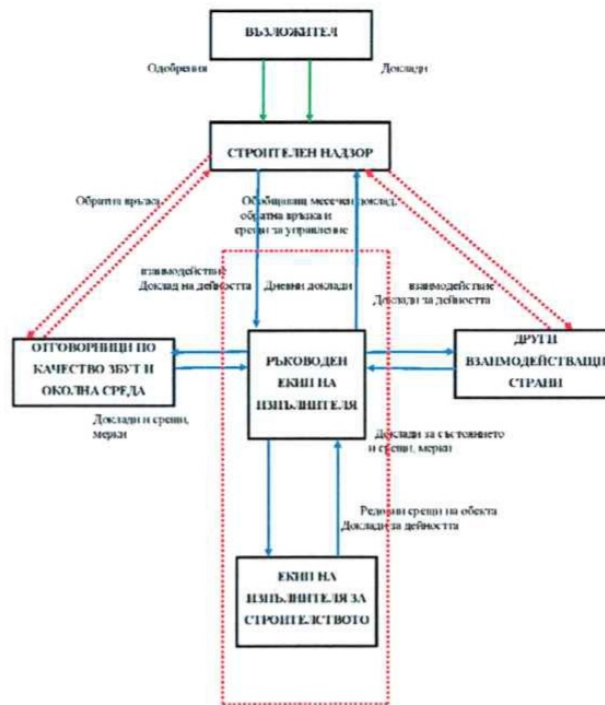 ВЪЗЛОЖИТЕЛ
Одобрения
Доклади
СТРОИТЕЛЕН НАДЗОР
Обратна връзка
Обобщаващ месечен доклад,
обратна връзка и
срещи за управление
взаимодействие
Доклад на дейността
Дневни доклади
взаимодействие
Доклади за дейността
ОТГОВОРНИЦИ ПО
КАЧЕСТВО ЗБУТ И
ОКОЛНА СРЕДА
РЪКОВОДЕН
ЕКИП НА
ИЗПЪЛНИТЕЛЯ
ДРУГИ
ВЗАИМОДЕЙСТВАЩИ
СТРАНИ
Доклади и срещи,
мерки
Доклади за състоянието
и срещи, мерки
Редовни срещи на обекта
Доклади за дейността
ЕКИП НА
ИЗПЪЛНИТЕЛЯ ЗА
СТРОИТЕЛСТВОТО